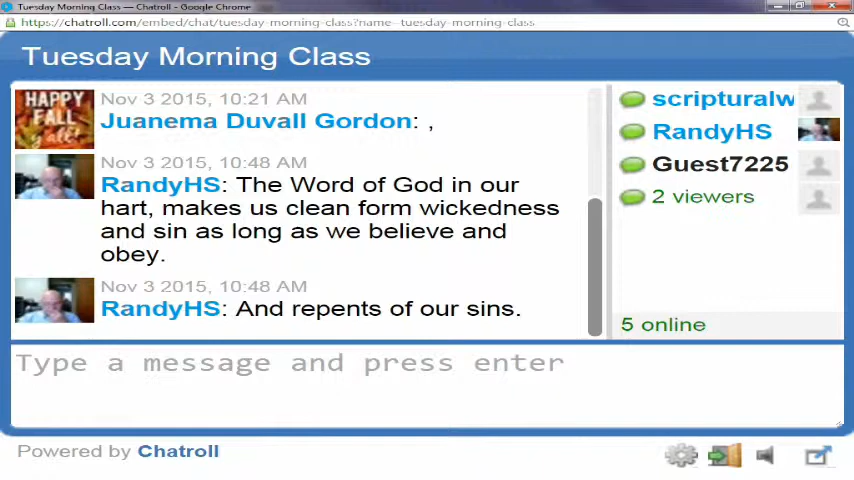 Tuesday Morning Class — Chatroll - Google Chrome
https://chatroll.com/embed/chat/tuesday-morning-class?name=tuesday-morning-class
Tuesday Morning Class
HAPPY
FALL
y'all!
Nov 3 2015, 10:21 AM
Juanema Duvall Gordon: ,
Nov 3 2015, 10:48 AM
RandyHS: The Word of God in our
hart, makes us clean form wickedness
and sin as long as we believe and
obey.
Nov 3 2015, 10:48 AM
RandyHS: And repents of our sins.
scripturalw
RandyHS
Guest7225
2 viewers
5 online
Type a message and press enter
Powered by Chatroll